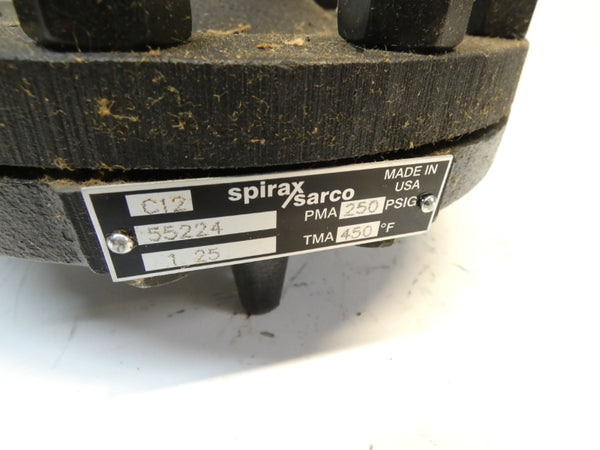 C12
55224
1 25
spirax
sarco
PMA 250 PSIG
TMA 450 °F
MADE IN
USA